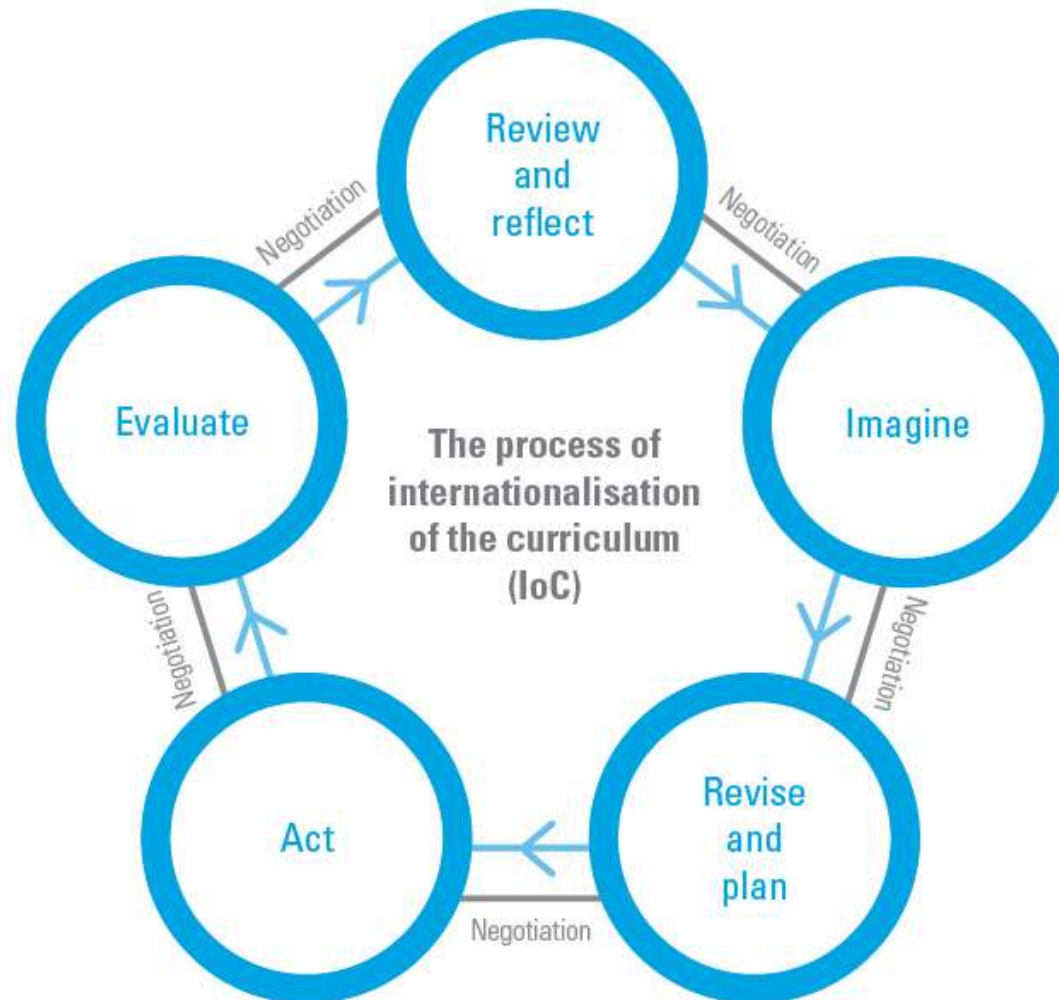 Review
and
reflect
Negotiation
Negotiation
Evaluate
Imagine
The process of
internationalisation
of the curriculum
(IoC)
Negotiation
Negotiation
Act
Revise
and
plan
Negotiation